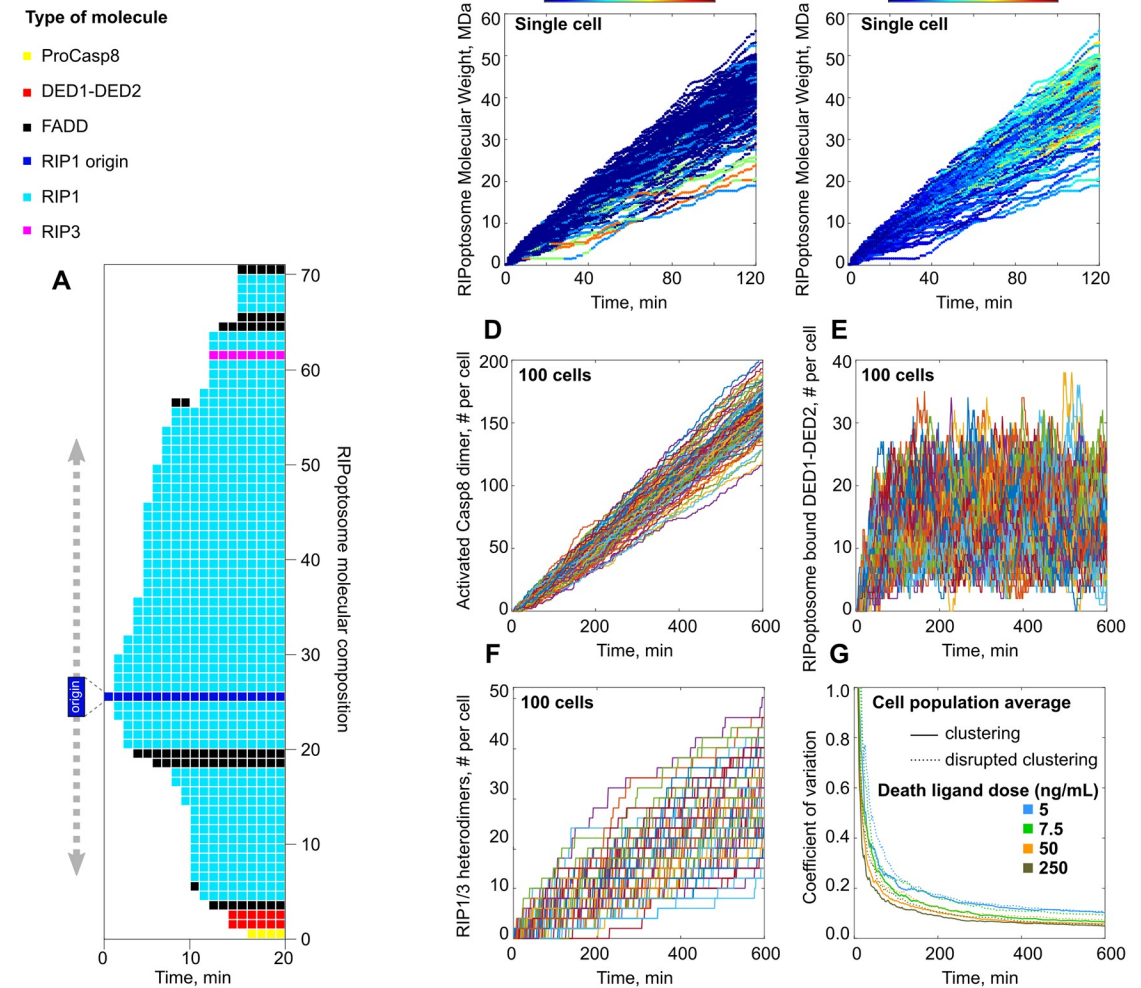 Type of molecule
ProCasp8
DED1-DED2
FADD
RIP1 origin
RIP1
RIP3
A
origin
70
60
50
40
30
20
10
0
RIPoptosome molecular composition
0
10
20
Time, min
Single cell
RIPoptosome Molecular Weight, MDa
60
50
40
30
20
10
0
0
40
80
120
Time, min
Single cell
RIPoptosome Molecular Weight, MDa
60
50
40
30
20
10
0
0
40
80
120
Time, min
D
100 cells
Activated Casp8 dimer, # per cell
200
150
100
50
0
0
200
400
600
Time, min
E
100 cells
RIPoptosome bound DED1-DED2, # per cell
40
30
20
10
0
0
200
400
600
Time, min
F
100 cells
RIP1/3 heterodimers, # per cell
50
40
30
20
10
0
0
200
400
600
Time, min
G
Cell population average
clustering
disrupted clustering
Death ligand dose (ng/mL)
5
7.5
50
250
Coefficient of variation
1.0
0.8
0.6
0.4
0.2
0.0
0
200
400
600
Time, min